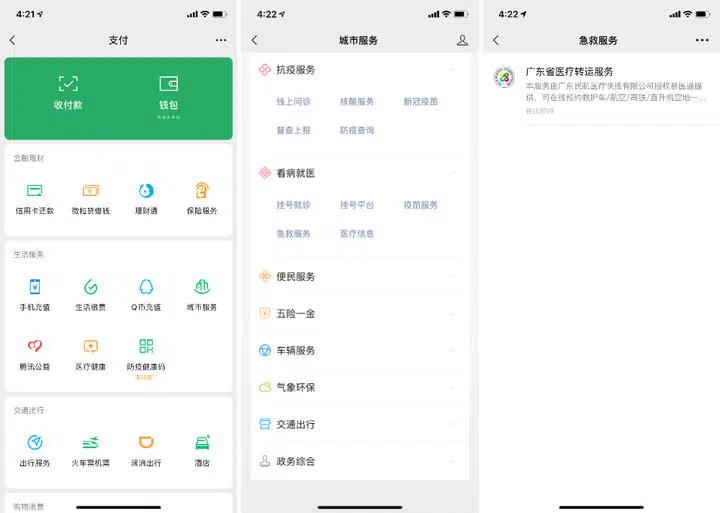 4:21
支付
收付款
钱包
金融理财
信用卡还款
微粒贷借钱
理财通
保险服务
生活服务
手机充值
生活缴费
Q币充值
城市服务
腾讯公益
医疗健康
防疫健康码
交通出行
出行服务
火车票机票
滴滴出行
酒店
购物消费
4:22
城市服务
抗疫服务
线上问诊
核酸服务
新冠疫苗
督查上报
防疫查询
看病就医
挂号就诊
挂号平台
疫苗服务
急救服务
医疗信息
便民服务
五险一金
车辆服务
气象环保
交通出行
政务综合
4:22
急救服务
广东省医疗转运服务
本服务由广东民航医疗快线有限公司授权易医通提
供，可在线预约救护车/航空/高铁/直升机空地一...
在线预约